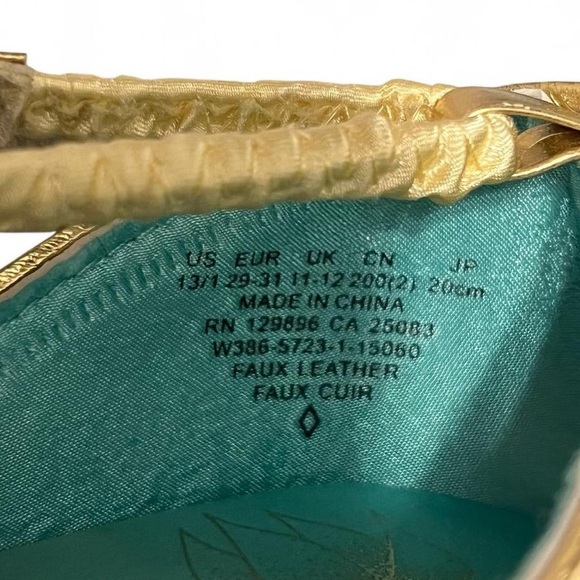 US EUR UK CN JP
13/1 29-31 11-12 200(2) 20cm
MADE IN CHINA
RN 129896 CA 25083
W386-5723-1-15060
FAUX LEATHER
FAUX CUIR